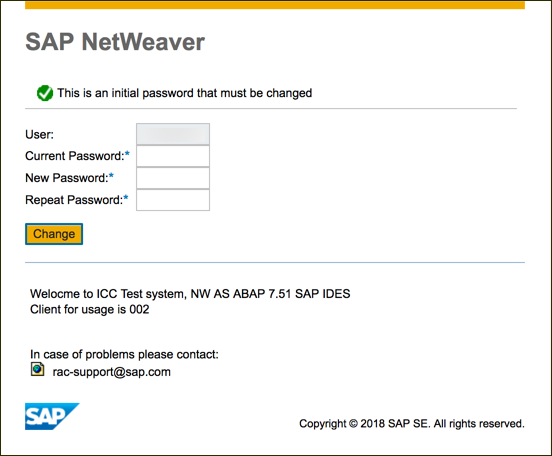 SAP NetWeaver
This is an initial password that must be changed
User:
Current Password:*
New Password:*
Repeat Password:*
Change
Welocme to ICC Test system, NW AS ABAP 7.51 SAP IDES
Client for usage is 002
In case of problems please contact:
rac-support@sap.com
SAP
Copyright © 2018 SAP SE. All rights reserved.